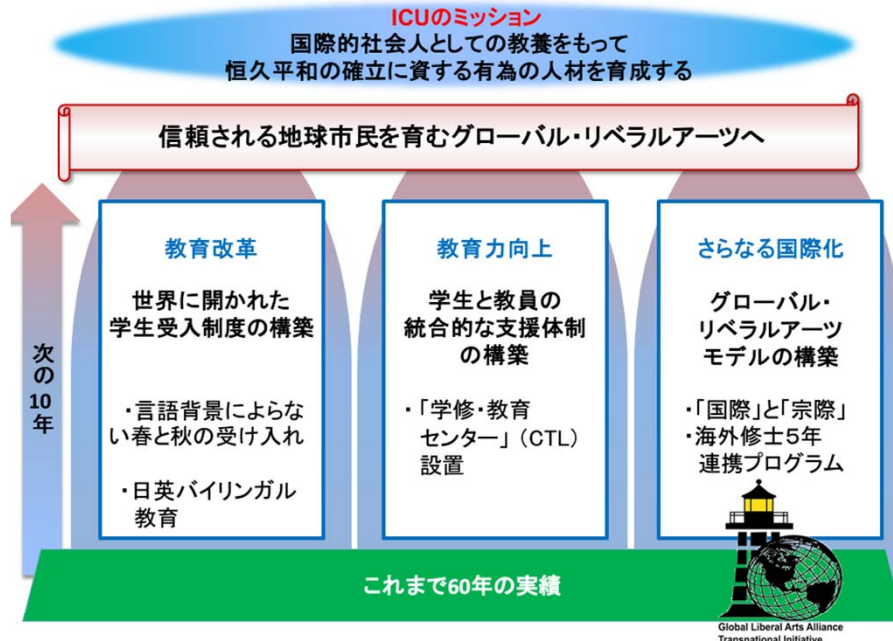 ICUのミッション
国際的社会人としての教養をもって
恒久平和の確立に資する有為の人材を育成する
信頼される地球市民を育むグローバル・リベラルアーツへ
次の10年
教育改革
世界に開かれた
学生受入制度の構築
・言語背景によらな
い春と秋の受け入れ
・日英バイリンガル
教育
教育力向上
学生と教員の
統合的な支援体制
の構築
・「学修・教育
センター」（CTL）
設置
さらなる国際化
グローバル・
リベラルアーツ
モデルの構築
・「国際」と「宗際」
・海外修士５年
連携プログラム
これまで60年の実績
Global Liberal Arts Alliance
Transnational Initiative